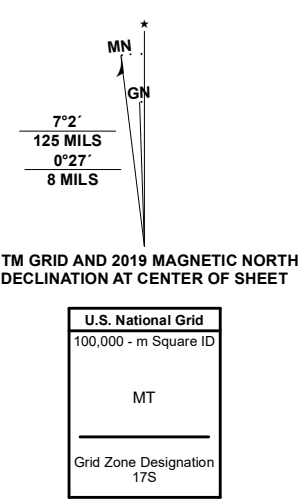 ★
MN
GN
7°2´
125 MILS
0°27´
8 MILS
TM GRID AND 2019 MAGNETIC NORTH
DECLINATION AT CENTER OF SHEET
U.S. National Grid
100,000 - m Square ID
MT
Grid Zone Designation
17S